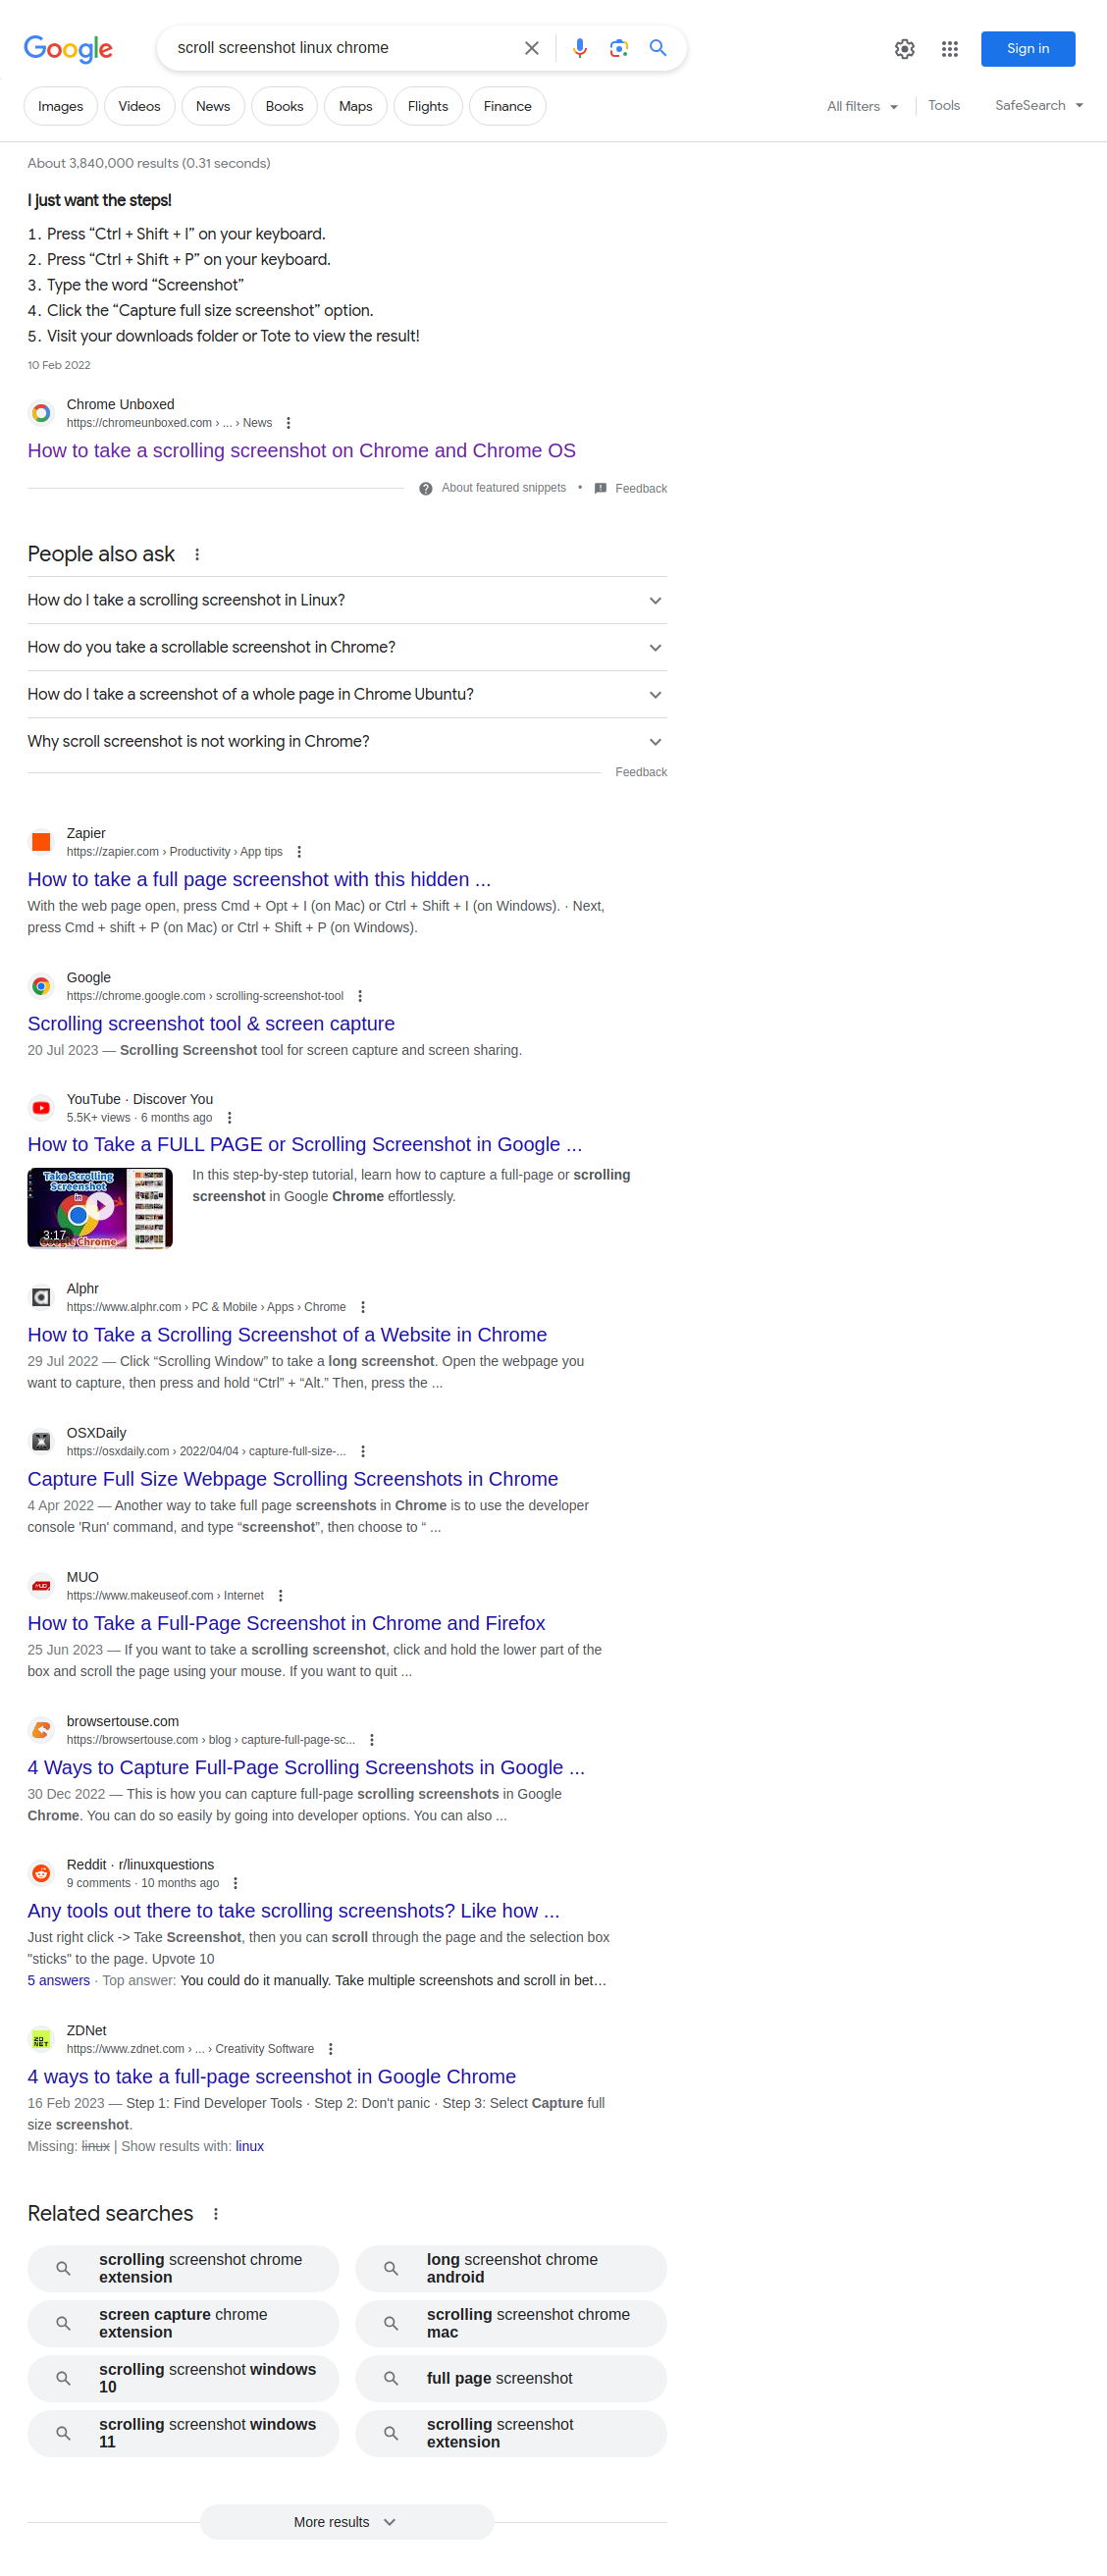 Google
scroll screenshot linux chrome
Sign in
Images
Videos
News
Books
Maps
Flights
Finance
All filters
Tools
SafeSearch
About 3,840,000 results (0.31 seconds)
I just want the steps!
1. Press “Ctrl + Shift + I” on your keyboard.
2. Press “Ctrl + Shift + P” on your keyboard.
3. Type the word “Screenshot”
4. Click the “Capture full size screenshot” option.
5. Visit your downloads folder or Tote to view the result!
10 Feb 2022
Chrome Unboxed
https://chromeunboxed.com › ... › News
How to take a scrolling screenshot on Chrome and Chrome OS
About featured snippets • Feedback
People also ask
How do I take a scrolling screenshot in Linux?
How do you take a scrollable screenshot in Chrome?
How do I take a screenshot of a whole page in Chrome Ubuntu?
Why scroll screenshot is not working in Chrome?
Feedback
Zapier
https://zapier.com › Productivity › App tips
How to take a full page screenshot with this hidden ...
With the web page open, press Cmd + Opt + I (on Mac) or Ctrl + Shift + I (on Windows). · Next,
press Cmd + shift + P (on Mac) or Ctrl + Shift + P (on Windows).
Google
https://chrome.google.com › scrolling-screenshot-tool
Scrolling screenshot tool & screen capture
20 Jul 2023 — Scrolling Screenshot tool for screen capture and screen sharing.
YouTube · Discover You
5.5K+ views · 6 months ago
How to Take a FULL PAGE or Scrolling Screenshot in Google ...
Take Scrolling
Screenshot
in
3:17
Google Chrome
In this step-by-step tutorial, learn how to capture a full-page or scrolling
screenshot in Google Chrome effortlessly.
Alphr
https://www.alphr.com › PC & Mobile › Apps › Chrome
How to Take a Scrolling Screenshot of a Website in Chrome
29 Jul 2022 — Click “Scrolling Window” to take a long screenshot. Open the webpage you
want to capture, then press and hold “Ctrl” + “Alt.” Then, press the ...
OSXDaily
https://osxdaily.com › 2022/04/04 › capture-full-size-...
Capture Full Size Webpage Scrolling Screenshots in Chrome
4 Apr 2022 — Another way to take full page screenshots in Chrome is to use the developer
console 'Run' command, and type “screenshot”, then choose to “ ...
MUO
MUO
https://www.makeuseof.com › Internet
How to Take a Full-Page Screenshot in Chrome and Firefox
25 Jun 2023 — If you want to take a scrolling screenshot, click and hold the lower part of the
box and scroll the page using your mouse. If you want to quit ...
browsertouse.com
https://browsertouse.com › blog › capture-full-page-sc...
4 Ways to Capture Full-Page Scrolling Screenshots in Google ...
30 Dec 2022 — This is how you can capture full-page scrolling screenshots in Google
Chrome. You can do so easily by going into developer options. You can also ...
Reddit · r/linuxquestions
9 comments · 10 months ago
Any tools out there to take scrolling screenshots? Like how ...
Just right click -> Take Screenshot, then you can scroll through the page and the selection box
"sticks" to the page. Upvote 10
5 answers · Top answer: You could do it manually. Take multiple screenshots and scroll in bet...
ZD
NET
ZDNet
https://www.zdnet.com › ... › Creativity Software
4 ways to take a full-page screenshot in Google Chrome
16 Feb 2023 — Step 1: Find Developer Tools · Step 2: Don't panic · Step 3: Select Capture full
size screenshot.
Missing: linux | Show results with: linux
Related searches
scrolling screenshot chrome
extension
long screenshot chrome
android
screen capture chrome
extension
scrolling screenshot chrome
mac
scrolling screenshot windows
10
full page screenshot
scrolling screenshot windows
11
scrolling screenshot
extension
More results